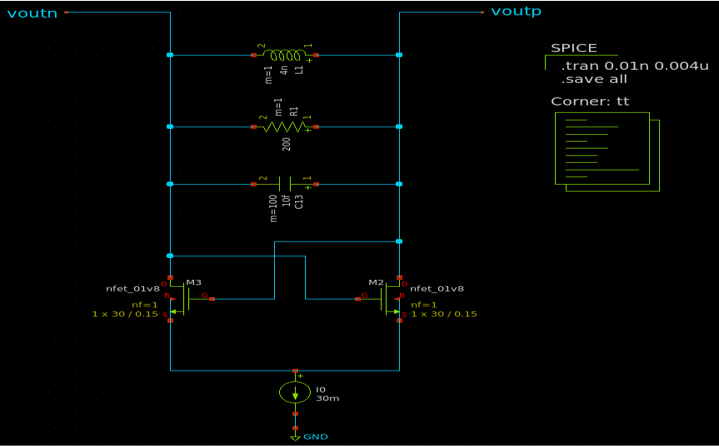 voutn
voutp
2
1
m=1
4n
L1
+
SPICE
.tran 0.01n 0.004u
.save all
Corner: tt
2
1
m=1
R1
200
+
2
1
m=100
10f
C13
+
D
M3
nfet_01v8
B
G
nf=1
S
1 x 30 / 0.15
M2
D
nfet_01v8
G
B
nf=1
S
1 x 30 / 0.15
+
I0
30m
GND